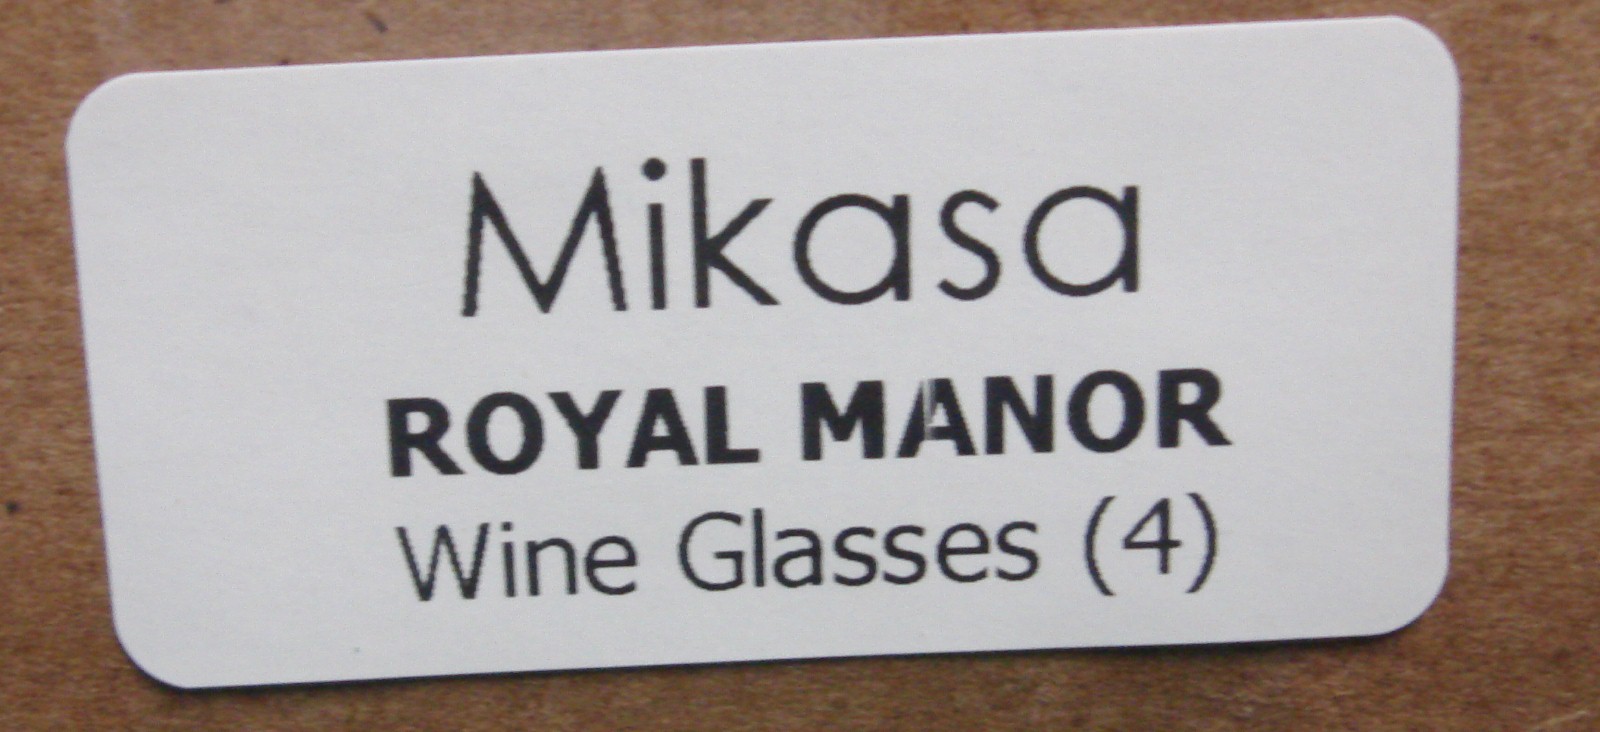 Mikasa
ROYAL MANOR
Wine Glasses (4)